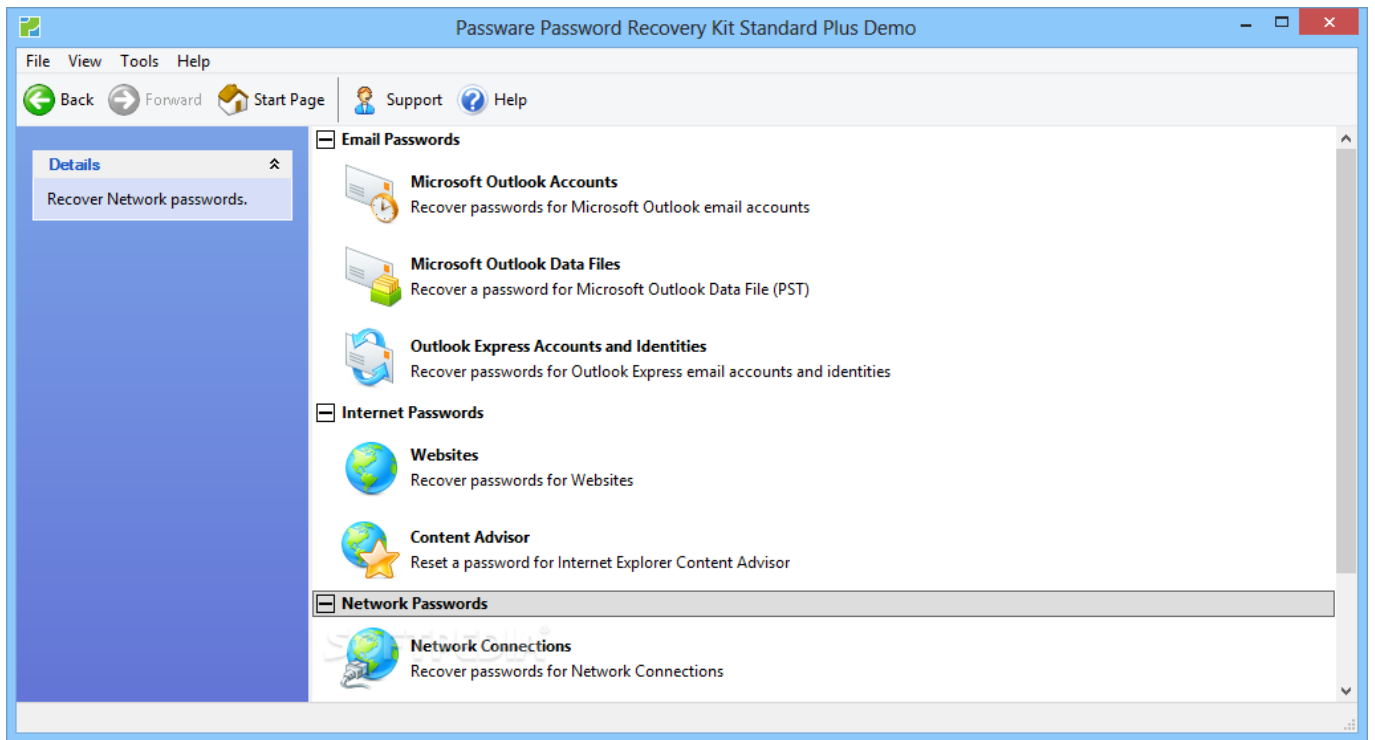 Passware Password Recovery Kit Standard Plus Demo
File View Tools Help
Back Forward Start Page Support Help
Details
Recover Network passwords.
Email Passwords
Microsoft Outlook Accounts
Recover passwords for Microsoft Outlook email accounts
Microsoft Outlook Data Files
Recover a password for Microsoft Outlook Data File (PST)
Outlook Express Accounts and Identities
Recover passwords for Outlook Express email accounts and identities
Internet Passwords
Websites
Recover passwords for Websites
Content Advisor
Reset a password for Internet Explorer Content Advisor
Network Passwords
SOFTPEDIA
Network Connections
Recover passwords for Network Connections